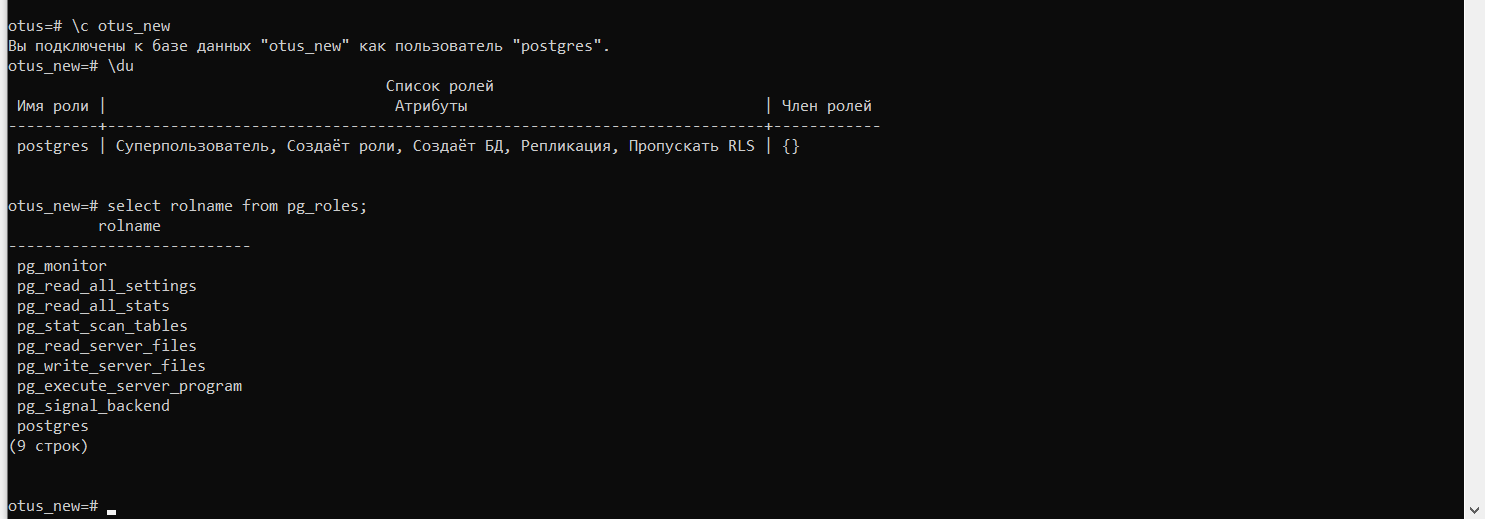 otus=# \c otus_new
Вы подключены к базе данных "otus_new" как пользователь "postgres".
otus_new=# \du
                                          Список ролей
 Имя роли |                                Атрибуты                                 | Член ролей
----------+-------------------------------------------------------------------------+------------
 postgres | Суперпользователь, Создаёт роли, Создаёт БД, Репликация, Пропускать RLS | {}
otus_new=# select rolname from pg_roles;
          rolname
---------------------------
 pg_monitor
 pg_read_all_settings
 pg_read_all_stats
 pg_stat_scan_tables
 pg_read_server_files
 pg_write_server_files
 pg_execute_server_program
 pg_signal_backend
 postgres
(9 строк)
otus_new=#